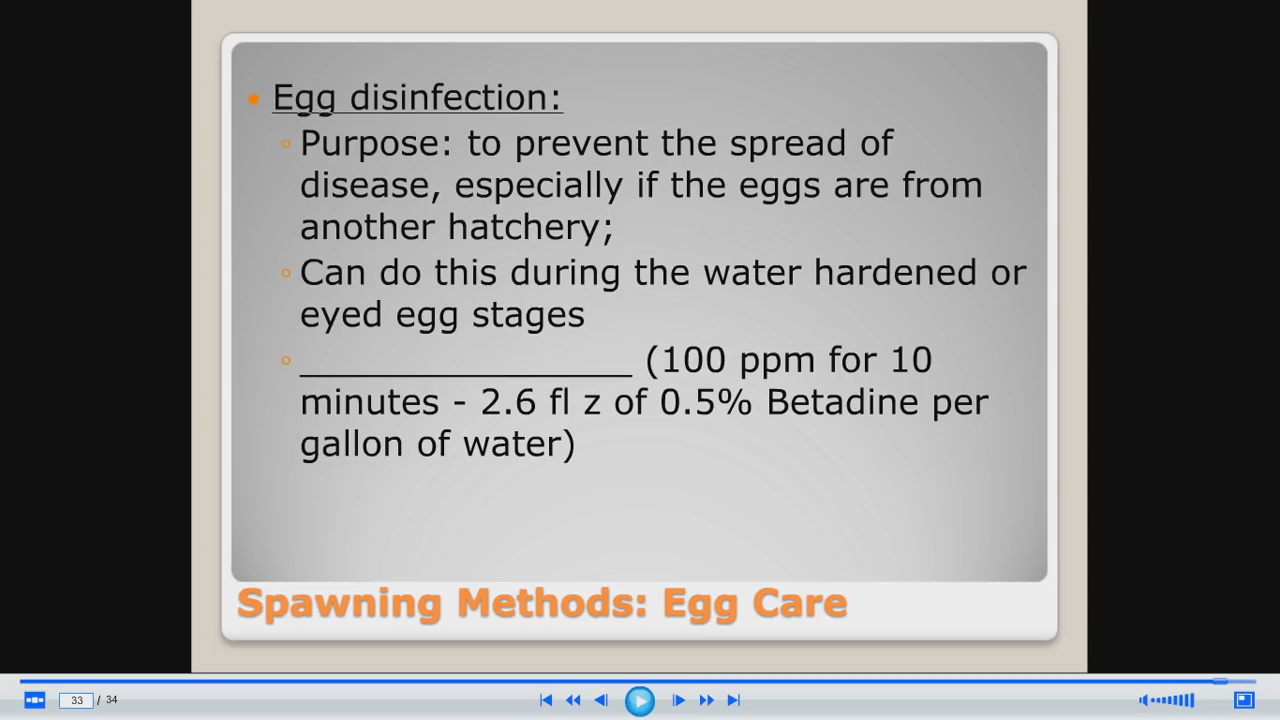 Egg disinfection:
Purpose: to prevent the spread of
disease, especially if the eggs are from
another hatchery;
Can do this during the water hardened or
eyed egg stages
________________ (100 ppm for 10
minutes - 2.6 fl z of 0.5% Betadine per
gallon of water)
Spawning Methods: Egg Care
33 / 34